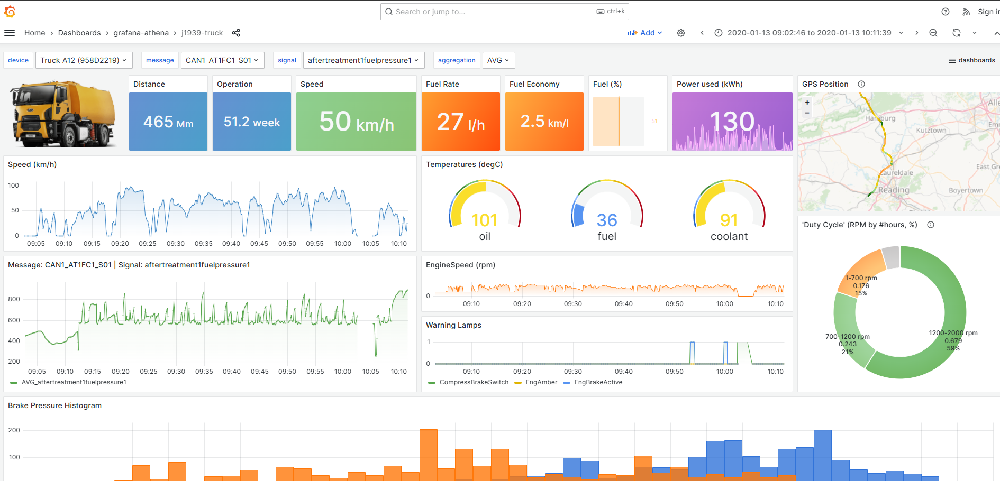 Search or jump to...
ctrl+k
Sign in
Home › Dashboards › grafana-athena › j1939-truck
Add
2020-01-13 09:02:46 to 2020-01-13 10:11:39
device
Truck A12 (958D2219)
message
CAN1_AT1FC1_S01
signal
aftertreatment1fuelpressure1
aggregation
AVG
dashboards
Distance
465 Mm
Operation
51.2 week
Speed
50 km/h
Fuel Rate
27 l/h
Fuel Economy
2.5 km/l
Fuel (%)
51
Power used (kWh)
130
GPS Position
+
−
Hamburg
Kutztown
Laureldale
Reading
Boyertown
East Gr
Alle
Em
Speed (km/h)
100
50
0
09:05 09:10 09:15 09:20 09:25 09:30 09:35 09:40 09:45 09:50 09:55 10:00 10:05 10:10
Temperatures (degC)
101
oil
36
fuel
91
coolant
'Duty Cycle' (RPM by #hours, %)
1-700 rpm
0.176
15%
700-1200 rpm
0.243
21%
1200-2000 rpm
0.679
59%
Message: CAN1_AT1FC1_S01 | Signal: aftertreatment1fuelpressure1
800
600
400
200
09:05 09:10 09:15 09:20 09:25 09:30 09:35 09:40 09:45 09:50 09:55 10:00 10:05 10:10
AVG_aftertreatment1fuelpressure1
EngineSpeed (rpm)
0
09:10 09:20 09:30 09:40 09:50 10:00 10:10
Warning Lamps
1
0
09:10 09:20 09:30 09:40 09:50 10:00 10:10
CompressBrakeSwitch EngAmber EngBrakeActive
Brake Pressure Histogram
200
100